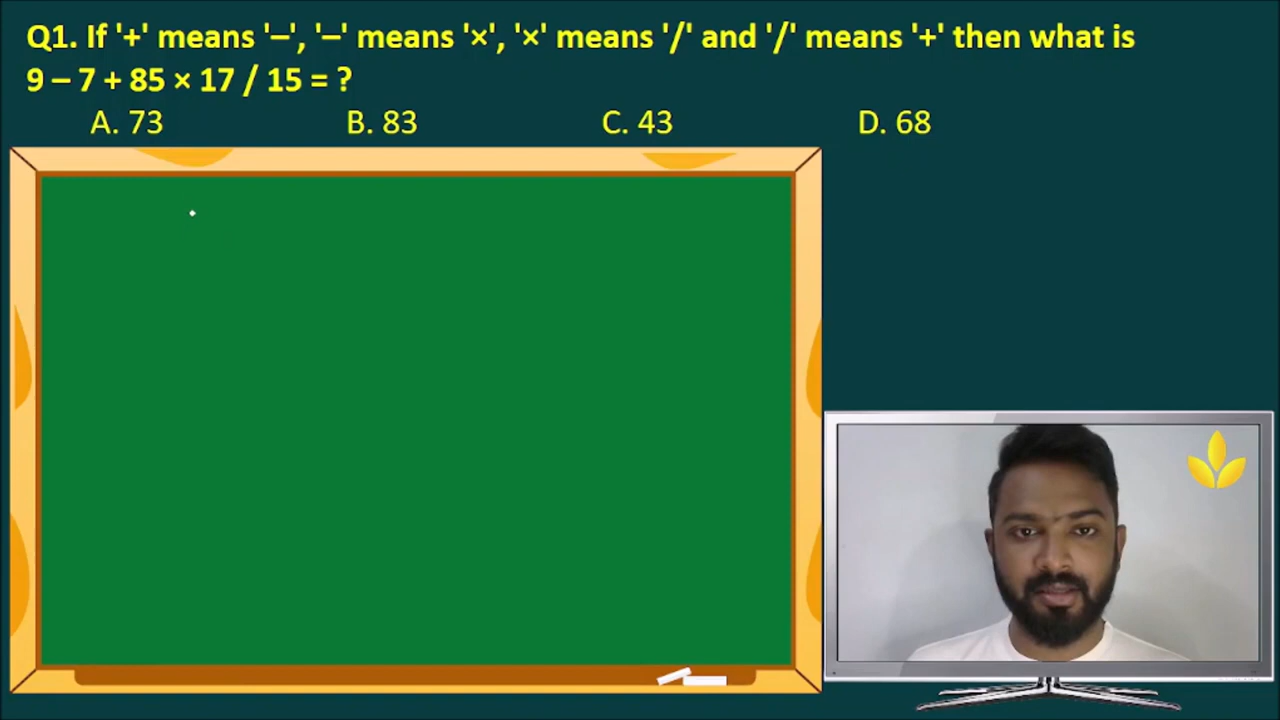 Q1. If '+' means '–', '–' means '×', '×' means '/' and '/' means '+' then what is
9 – 7 + 85 × 17 / 15 = ?
A. 73 B. 83 C. 43 D. 68